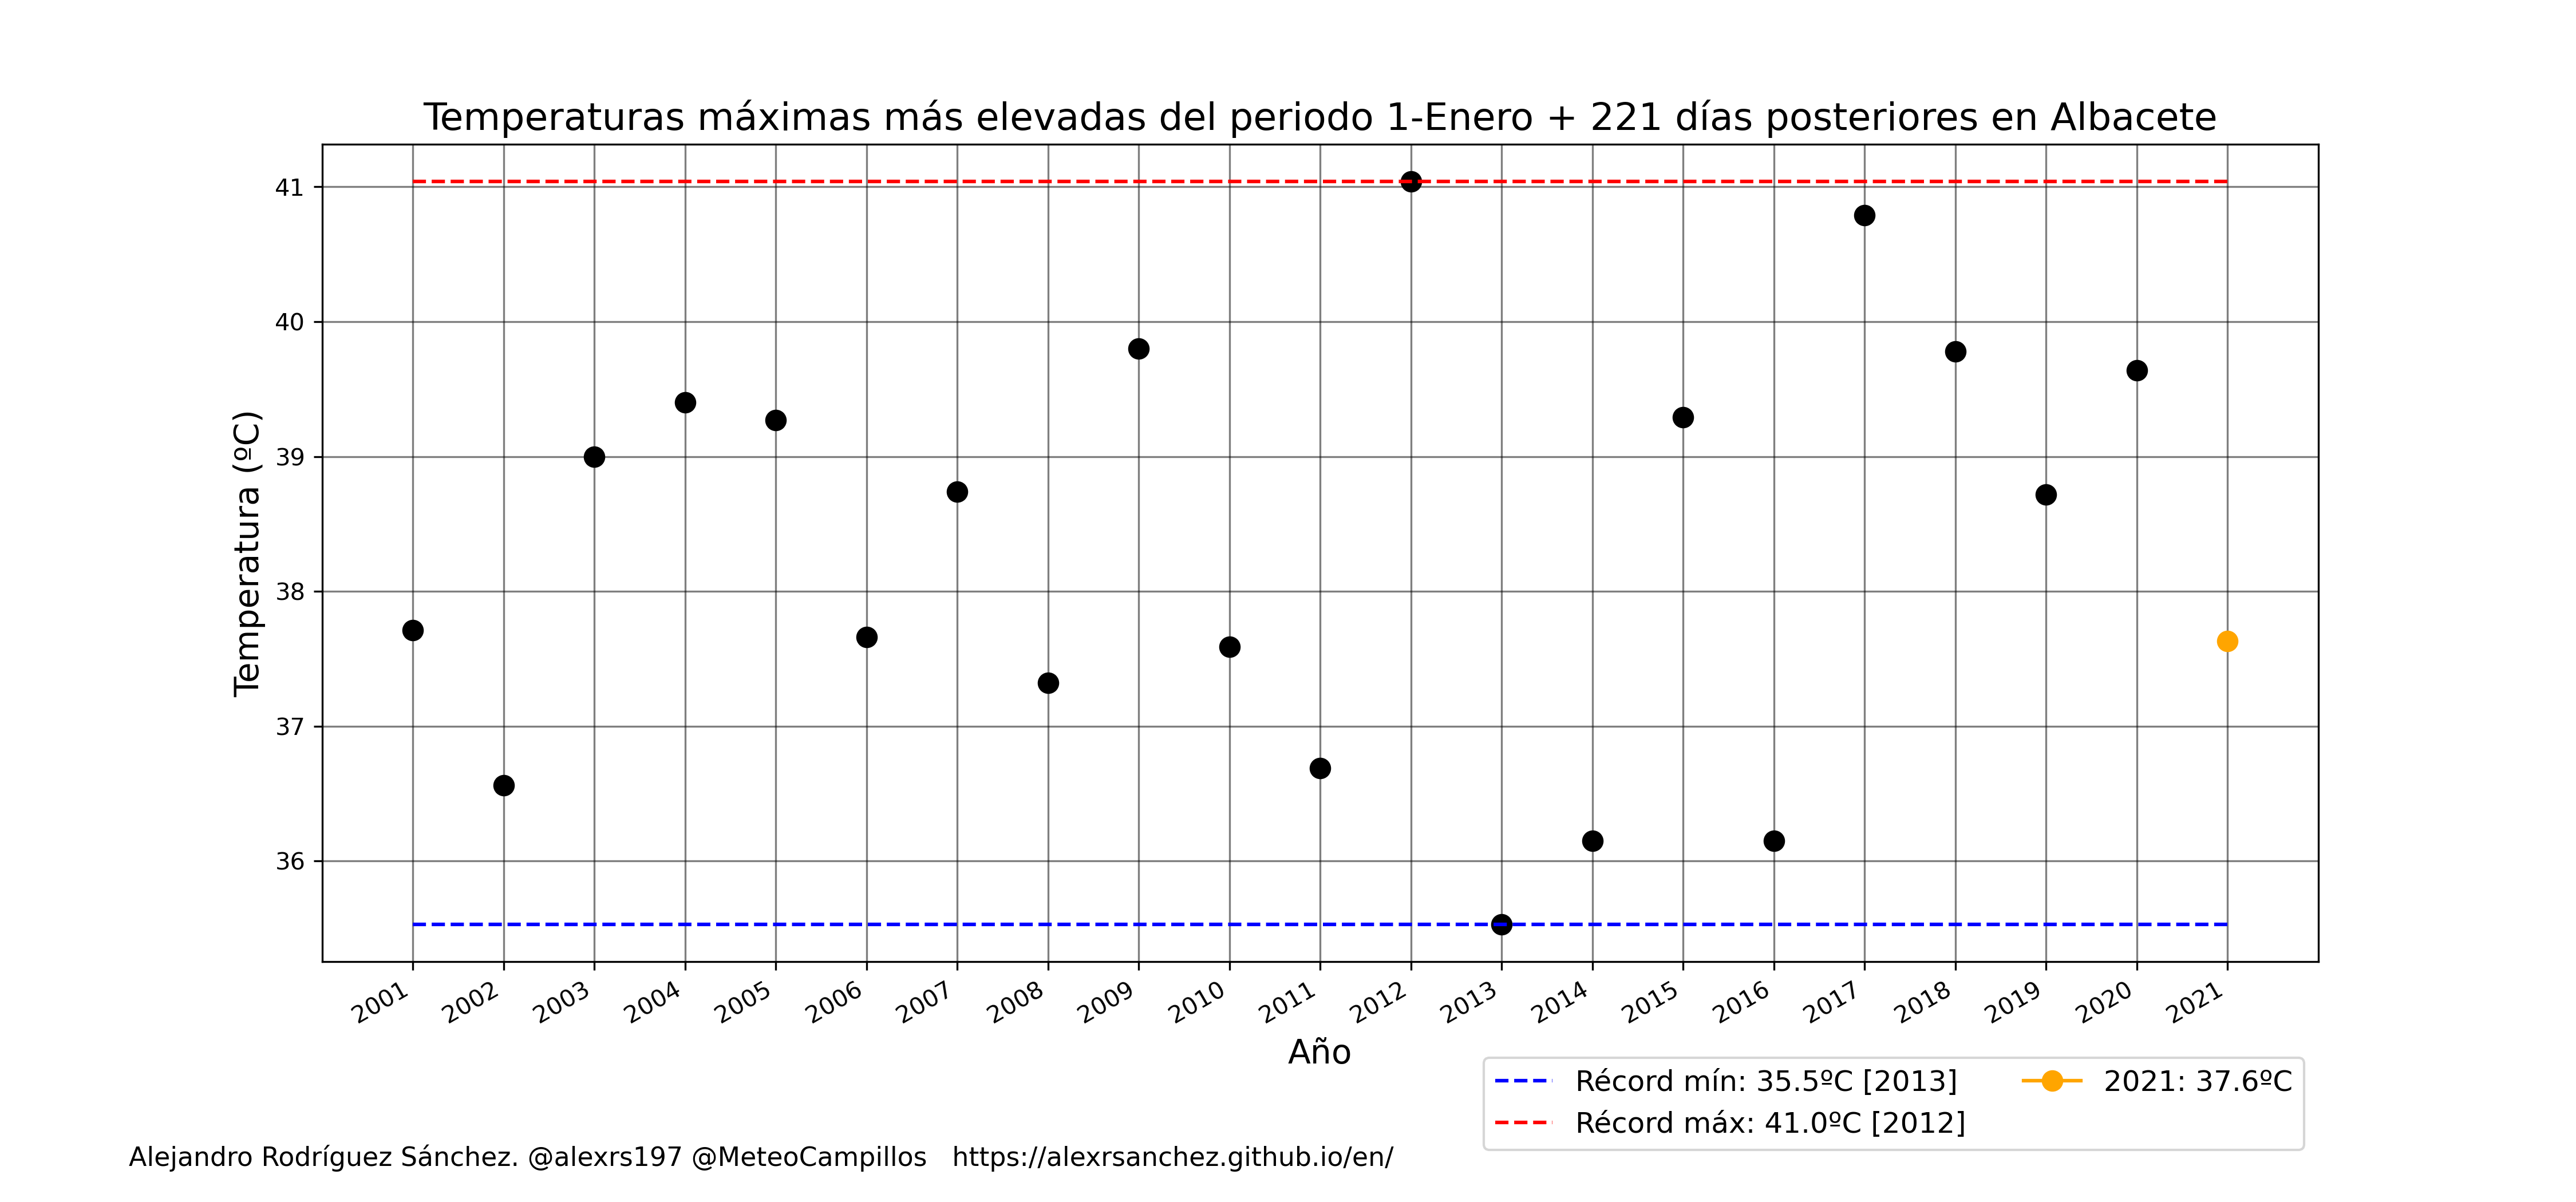 Temperaturas máximas más elevadas del periodo 1-Enero + 221 días posteriores en Albacete
Temperatura (ºC)
41
40
39
38
37
36
2001 2002 2003 2004 2005 2006 2007 2008 2009 2010 2011 2012 2013 2014 2015 2016 2017 2018 2019 2020 2021
Año
Récord mín: 35.5ºC [2013]
Récord máx: 41.0ºC [2012]
2021: 37.6ºC
Alejandro Rodríguez Sánchez. @alexrs197 @MeteoCampillos https://alexrsanchez.github.io/en/